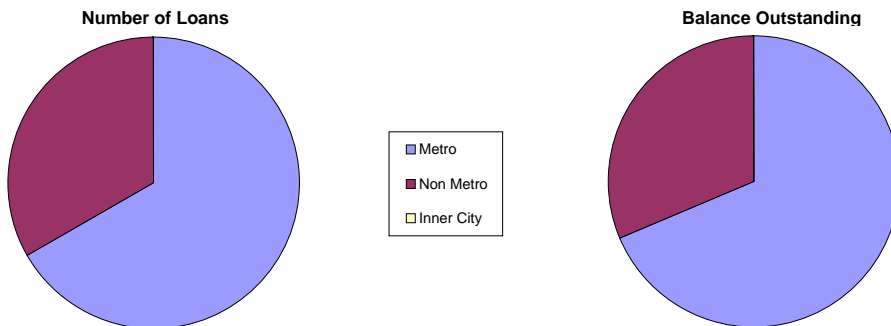 Number of Loans
Balance Outstanding
Metro
Non Metro
Inner City